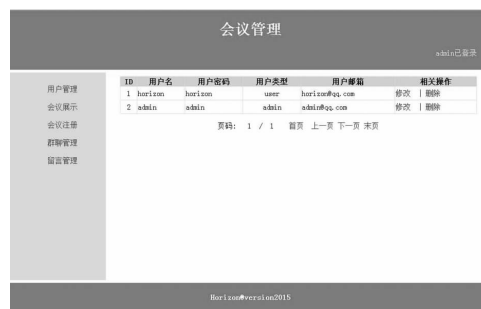 会议管理
admin已登录
用户管理
会议展示
会议注册
群聊管理
留言管理
ID 用户名 用户密码 用户类型 用户邮箱 相关操作
1 horizon horizon user horizon@qq.com 修改 | 删除
2 admin admin admin admin@qq.com 修改 | 删除
页码: 1 / 1 首页 上一页 下一页 末页
Horizon@version2015